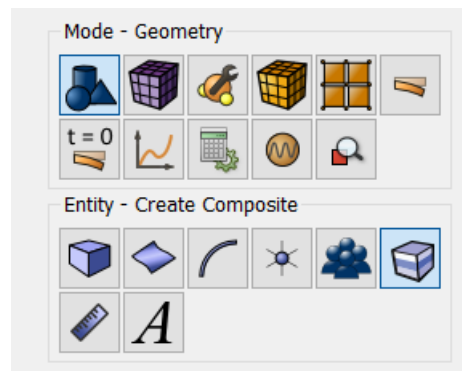 Mode - Geometry
t = 0
Entity - Create Composite
A